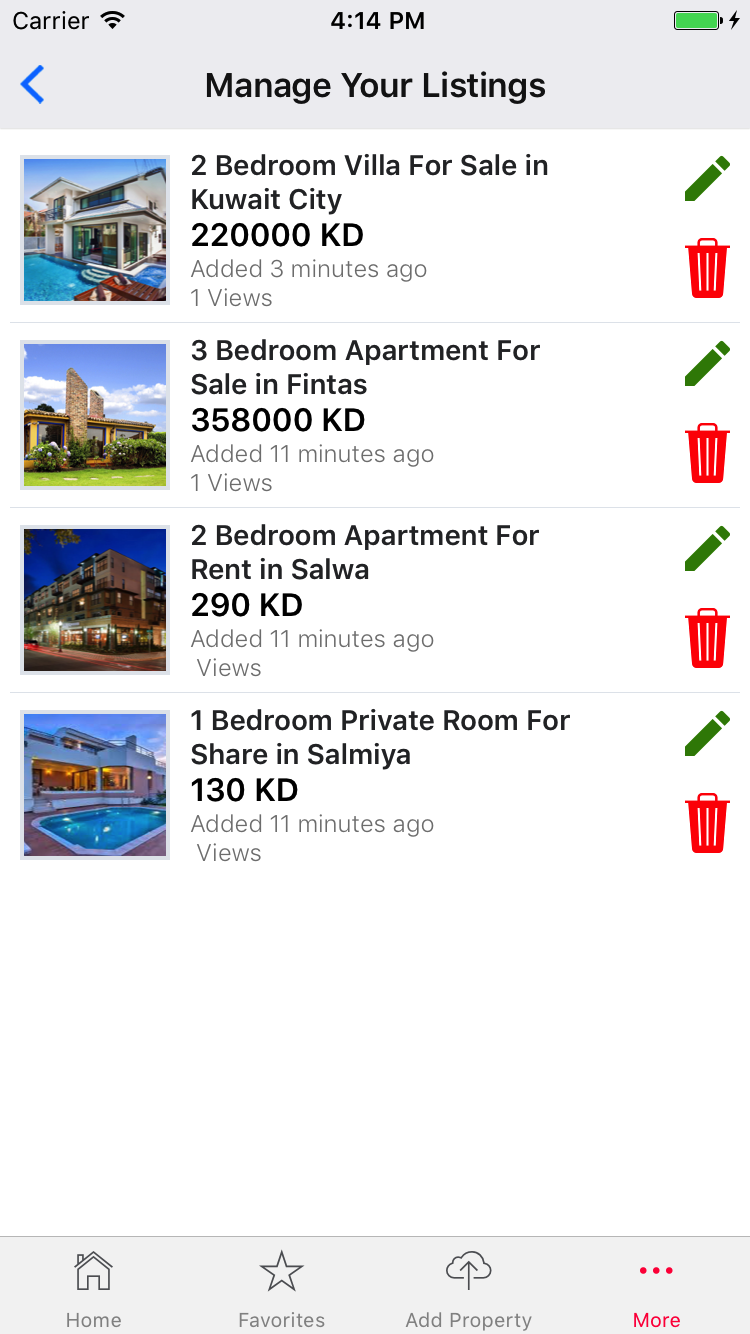 Carrier 4:14 PM
Manage Your Listings
2 Bedroom Villa For Sale in
Kuwait City
220000 KD
Added 3 minutes ago
1 Views
3 Bedroom Apartment For
Sale in Fintas
358000 KD
Added 11 minutes ago
1 Views
2 Bedroom Apartment For
Rent in Salwa
290 KD
Added 11 minutes ago
Views
1 Bedroom Private Room For
Share in Salmiya
130 KD
Added 11 minutes ago
Views
Home Favorites Add Property More